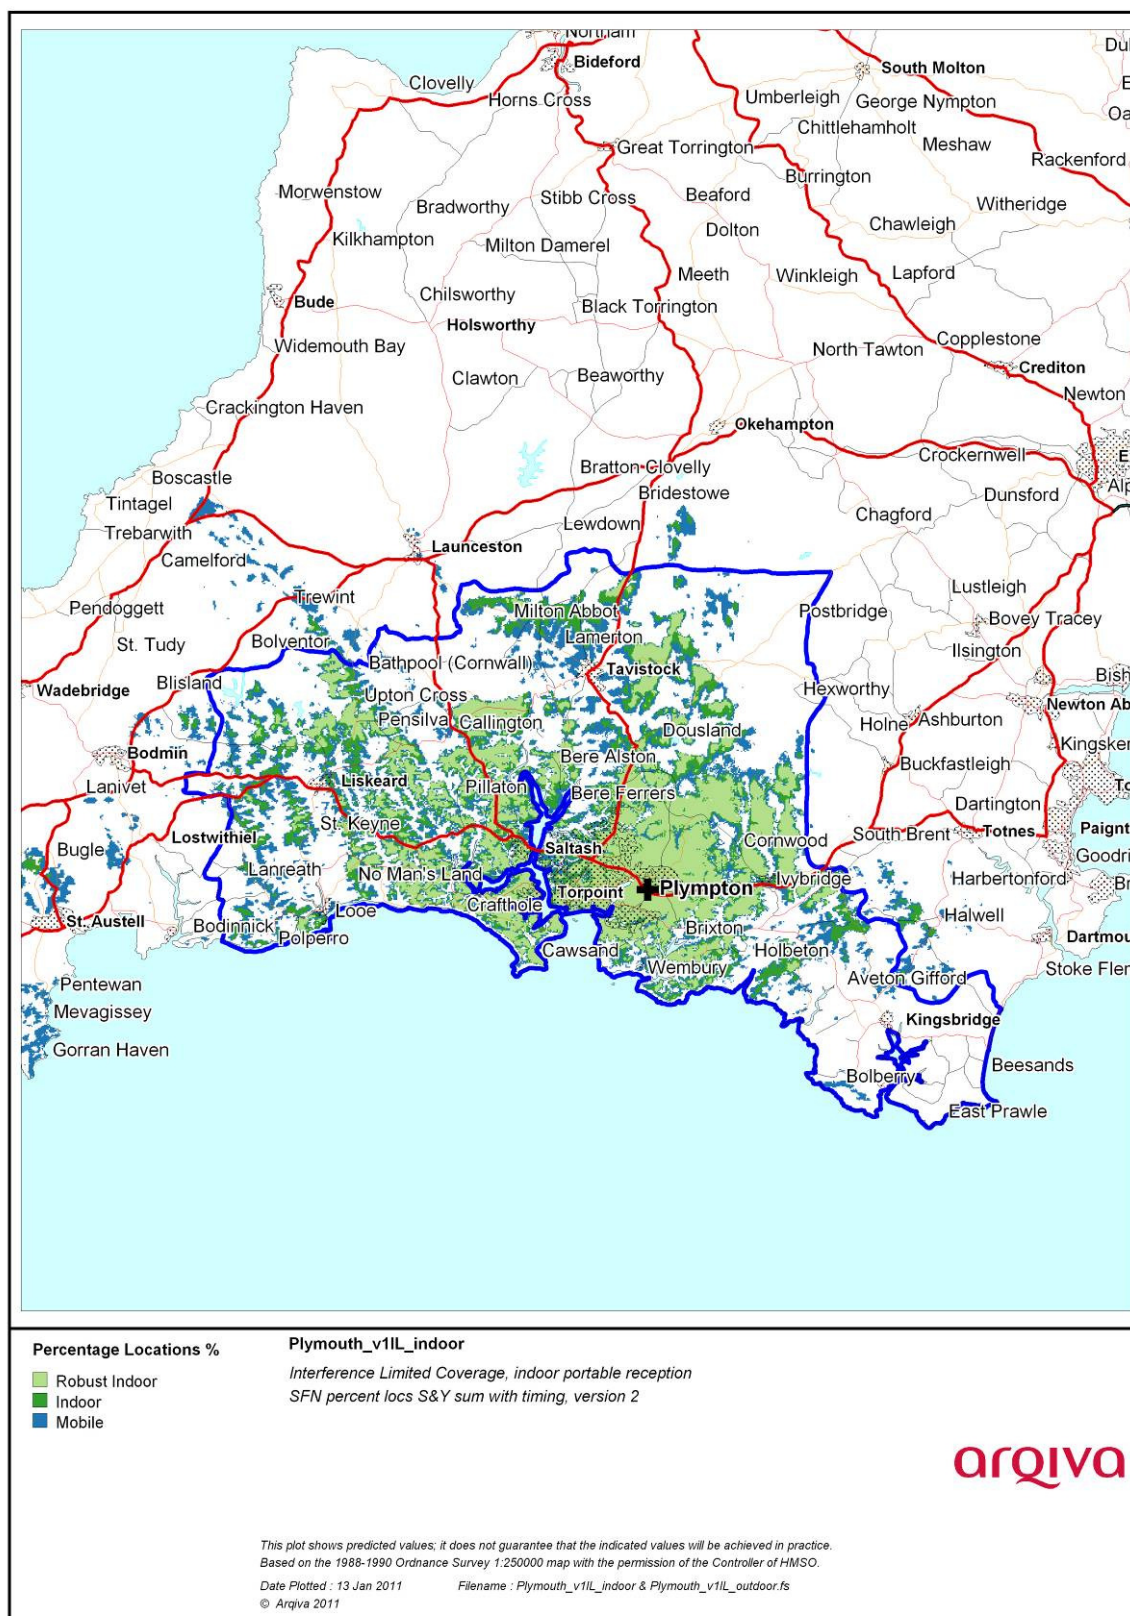 Northam
Bideford
South Molton
Clovelly
Horns Cross
Umberleigh
George Nympton
Chittlehamholt
Meshaw
Great Torrington
Rackenford
Burrington
Morwenstow
Stibb Cross
Beaford
Bradworthy
Witheridge
Chawleigh
Dolton
Kilkhampton
Milton Damerel
Meeth
Winkleigh
Lapford
Bude
Chilsworthy
Black Torrington
Holsworthy
Copplestone
Widemouth Bay
North Tawton
Crediton
Clawton
Beaworthy
Newton
Crackington Haven
Okehampton
Crockernwell
Bratton Clovelly
Boscastle
Bridestowe
Dunsford
Tintagel
Chagford
Trebarwith
Lewdown
Launceston
Camelford
Lustleigh
Trewint
Pendoggett
Milton Abbot
Postbridge
Bovey Tracey
St. Tudy
Bolventor
Lamerton
Ilsington
Bathpool (Cornwall)
Tavistock
Blisland
Wadebridge
Upton Cross
Hexworthy
Newton Ab
Pensilva
Callington
Holne
Ashburton
Dousland
Bodmin
Bere Alston
Buckfastleigh
Liskeard
Pillaton
Bere Ferrers
Lanivet
Dartington
St. Keyne
Lostwithiel
South Brent
Totnes
Paignt
Bugle
Saltash
Cornwood
Goodri
Lanreath
No Man's Land
Ivybridge
Harbertonford
Torpoint
Plympton
Crafthole
Looe
Halwell
St. Austell
Bodinnick
Brixton
Polperro
Dartmou
Cawsand
Holbeton
Wembury
Stoke Flem
Aveton Gifford
Pentewan
Mevagissey
Kingsbridge
Gorran Haven
Beesands
Bolberry
East Prawle
Percentage Locations %
Robust Indoor
Indoor
Mobile
Plymouth_v1IL_indoor
Interference Limited Coverage, indoor portable reception
SFN percent locs S&Y sum with timing, version 2
arqiva
This plot shows predicted values; it does not guarantee that the indicated values will be achieved in practice.
Based on the 1988-1990 Ordnance Survey 1:250000 map with the permission of the Controller of HMSO.
Date Plotted : 13 Jan 2011 Filename : Plymouth_v1IL_indoor & Plymouth_v1IL_outdoor.fs
© Arqiva 2011